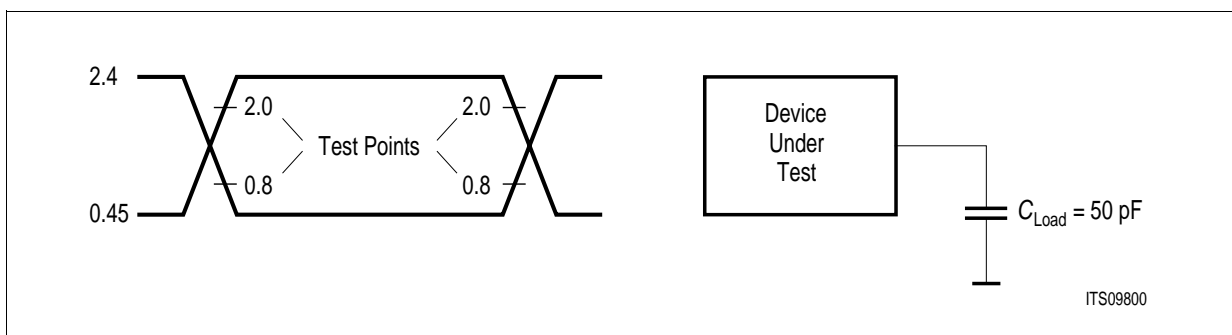 2.4
2.0
2.0
Test Points
0.8
0.8
0.45
Device
Under
Test
C Load = 50 pF
ITS09800